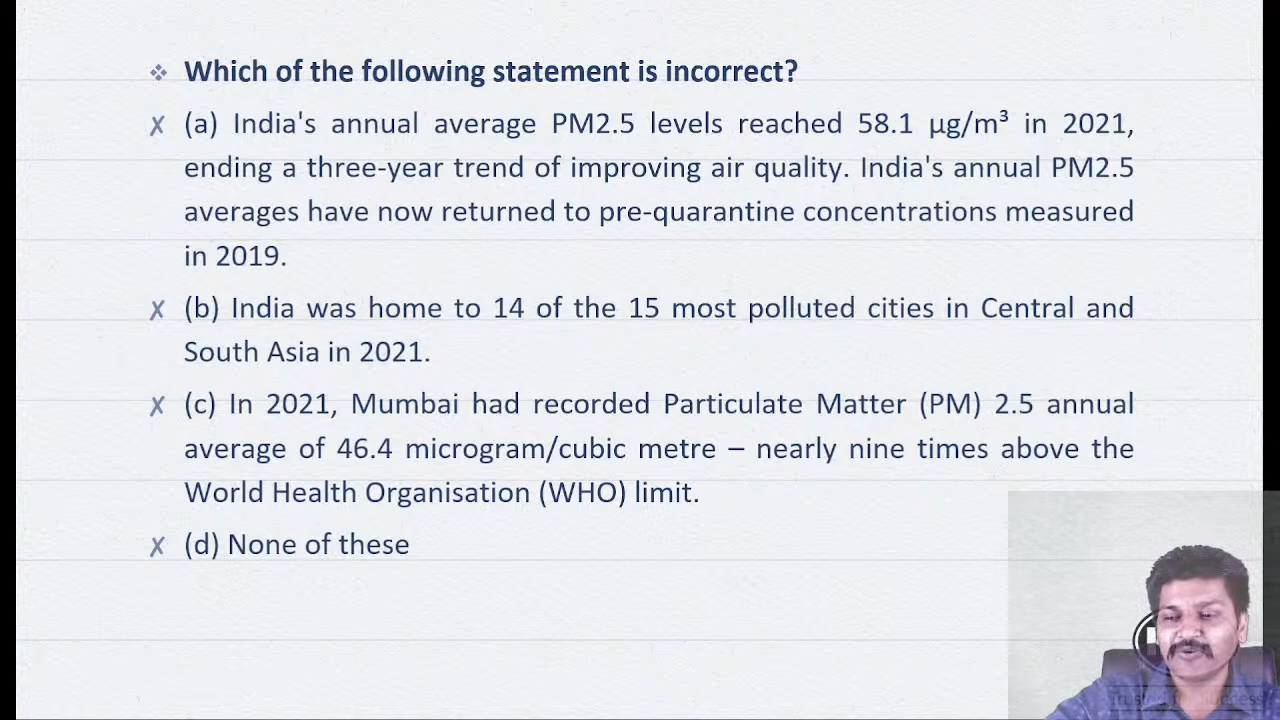 ❖ Which of the following statement is incorrect?
✗ (a) India's annual average PM2.5 levels reached 58.1 µg/m³ in 2021,
ending a three-year trend of improving air quality. India's annual PM2.5
averages have now returned to pre-quarantine concentrations measured
in 2019.
✗ (b) India was home to 14 of the 15 most polluted cities in Central and
South Asia in 2021.
✗ (c) In 2021, Mumbai had recorded Particulate Matter (PM) 2.5 annual
average of 46.4 microgram/cubic metre – nearly nine times above the
World Health Organisation (WHO) limit.
✗ (d) None of these